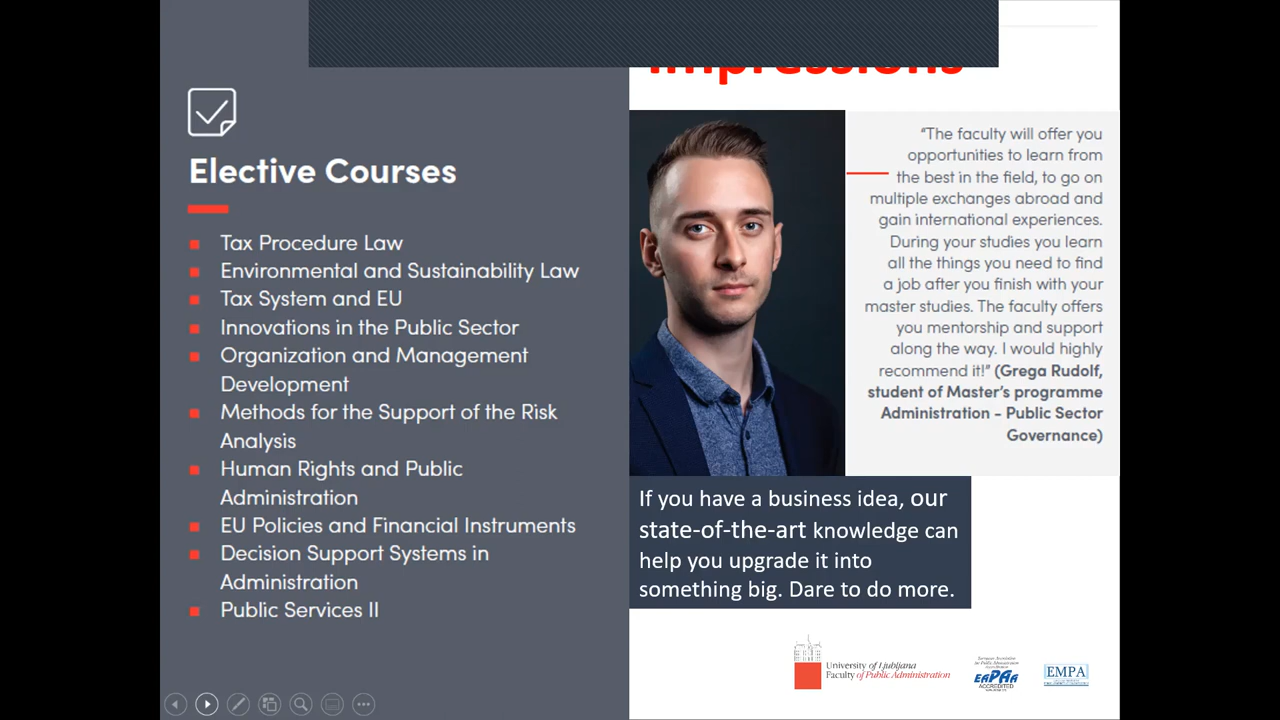 Impressions
Elective Courses
Tax Procedure Law
Environmental and Sustainability Law
Tax System and EU
Innovations in the Public Sector
Organization and Management
Development
Methods for the Support of the Risk
Analysis
Human Rights and Public
Administration
EU Policies and Financial Instruments
Decision Support Systems in
Administration
Public Services II
“The faculty will offer you
opportunities to learn from
the best in the field, to go on
multiple exchanges abroad and
gain international experiences.
During your studies you learn
all the things you need to find
a job after you finish with your
master studies. The faculty offers
you mentorship and support
along the way. I would highly
recommend it!” (Grega Rudolf,
student of Master’s programme
Administration - Public Sector
Governance)
If you have a business idea, our
state-of-the-art knowledge can
help you upgrade it into
something big. Dare to do more.
University of Ljubljana
Faculty of Public Administration
EAPAA
ACCREDITED
EMPA